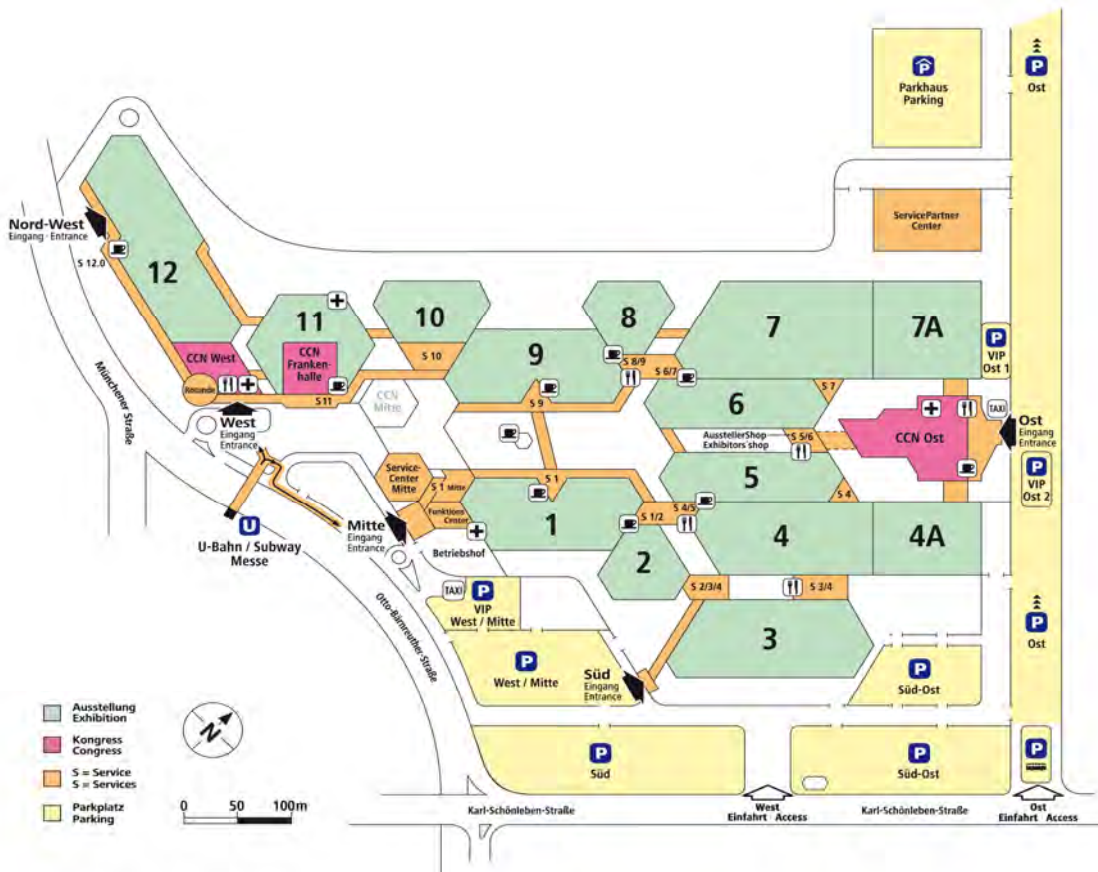 P
Ost
P
Parkhaus
Parking
ServicePartner
Center
Nord-West
Eingang · Entrance
S 12.0
12
11
10
9
8
7
7A
P
VIP
Ost 1
CCN West
CCN
Franken-
halle
S 10
S 8/9
S 6/7
Rotunde
S11
CCN
Mitte
S 9
6
S 7
West
Eingang
Entrance
AusstellerShop
Exhibitors'shop
S 5/6
CCN Ost
TAXI
Ost
Eingang
Entrance
Münchener Straße
Service-
Center
Mitte
S 1 Mitte
S 1
5
S 4
P
VIP
Ost 2
U
U-Bahn / Subway
Messe
Mitte
Eingang
Entrance
Funktions
Center
1
S 1/2
S 4/5
4
4A
Betriebshof
2
TAXI
P
VIP
West / Mitte
S 2/3/4
S 3/4
3
P
Ost
Otto-Bärnreuther-Straße
P
West / Mitte
Süd
Eingang
Entrance
P
Süd-Ost
Ausstellung
Exhibition
Kongress
Congress
S = Service
S = Services
Parkplatz
Parking
N
0 50 100m
P
Süd
P
Süd-Ost
P
Karl-Schönleben-Straße
West
Einfahrt · Access
Karl-Schönleben-Straße
Ost
Einfahrt · Access